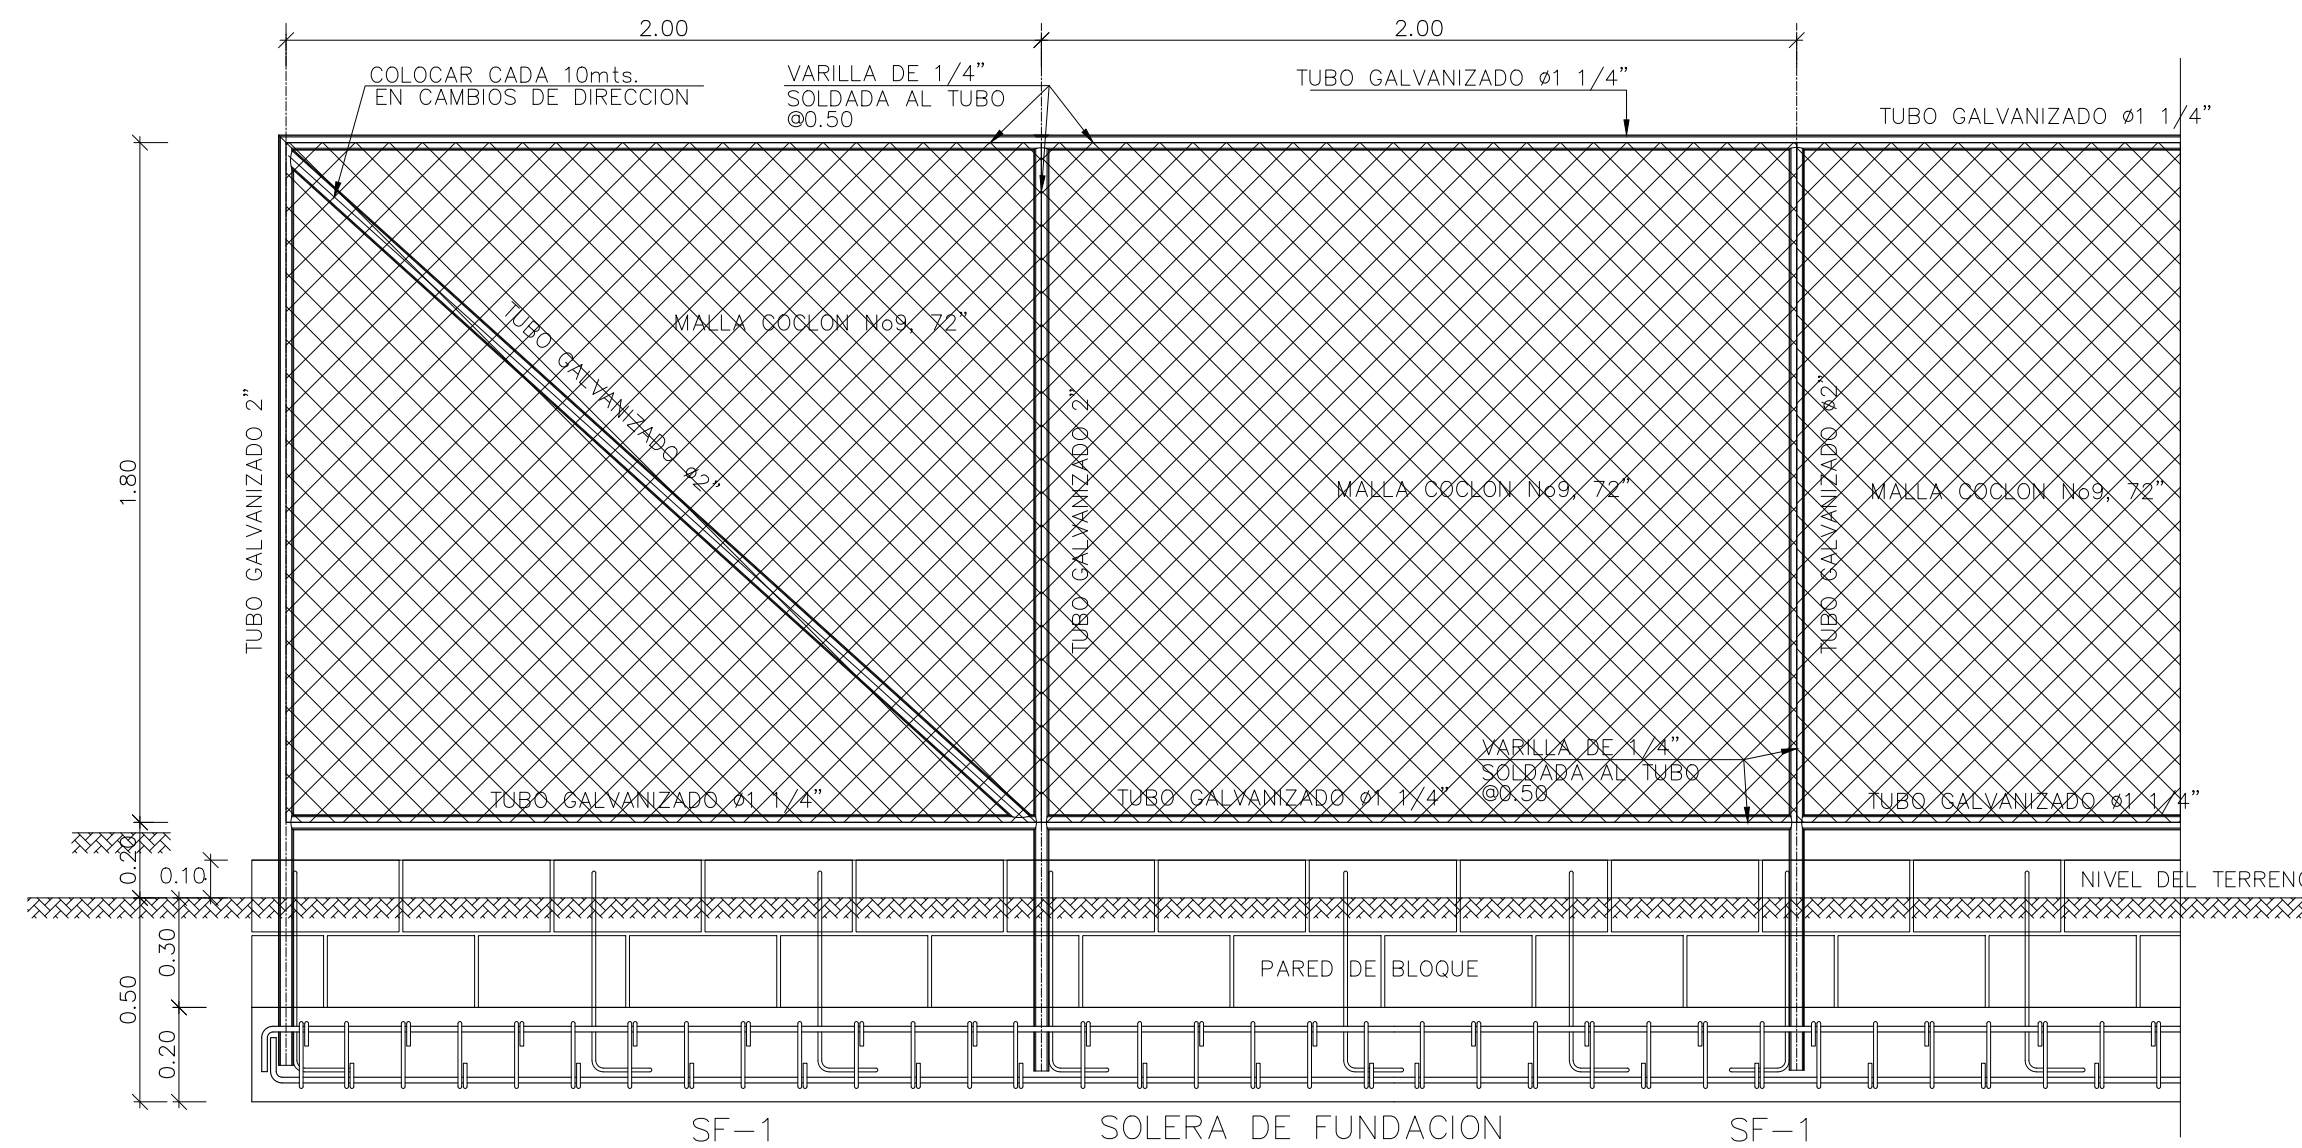 2.00
2.00
COLOCAR CADA 10mts.
EN CAMBIOS DE DIRECCION
VARILLA DE 1/4”
SOLDADA AL TUBO
@0.50
TUBO GALVANIZADO ø1 1/4”
TUBO GALVANIZADO ø1 1/4”
MALLA COCLON No9, 72”
TUBO GALVANIZADO ø2”
TUBO GALVANIZADO 2”
TUBO GALVANIZADO 2”
TUBO GALVANIZADO ø2”
1.80
MALLA COCLON No9, 72”
MALLA COCLON No9, 72”
VARILLA DE 1/4”
SOLDADA AL TUBO
@0.50
TUBO GALVANIZADO ø1 1/4”
TUBO GALVANIZADO ø1 1/4”
TUBO GALVANIZADO ø1 1/4”
0.20
0.10
NIVEL DEL TERRENO
0.30
0.50
PARED DE BLOQUE
0.20
SF-1
SOLERA DE FUNDACION
SF-1